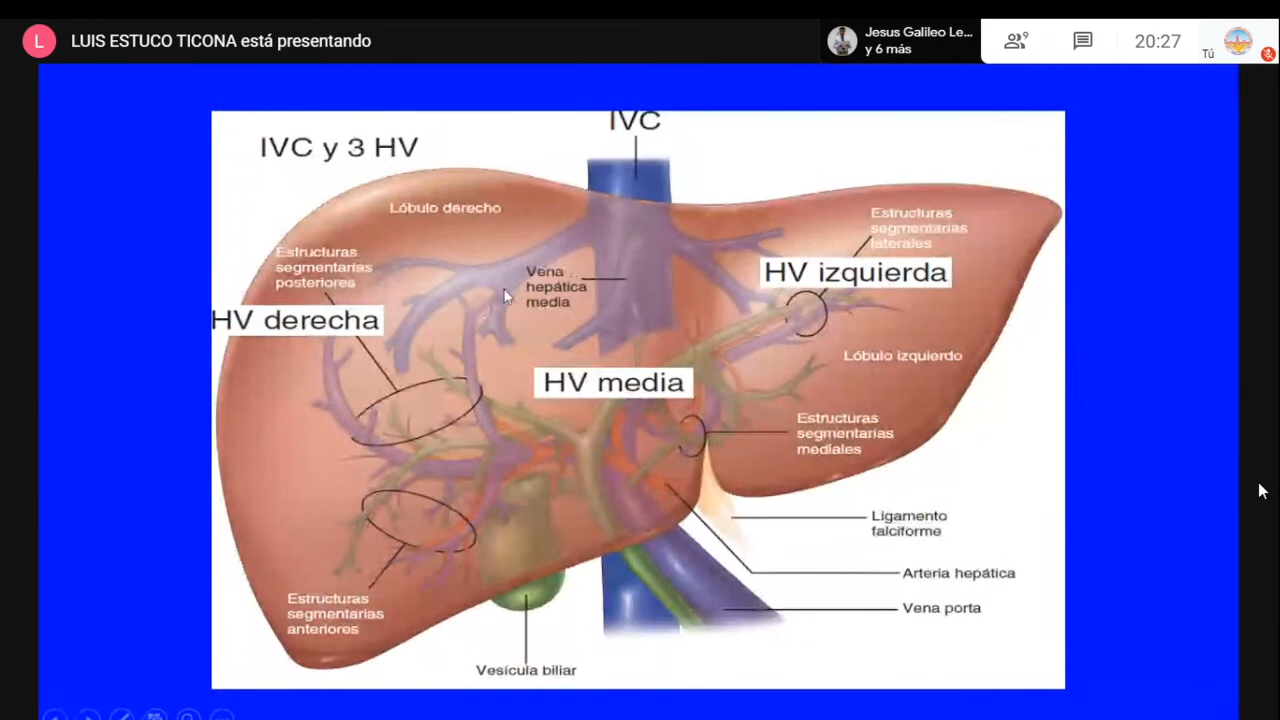 L
LUIS ESTUCO TICONA está presentando
Jesus Galileo Le...
y 6 más
9
20:27
Tú
IVC
IVC y 3 HV
Lóbulo derecho
Estructuras
segmentarias
laterales
Estructuras
segmentarias
posteriores
Vena
hepática
media
HV izquierda
HV derecha
Lóbulo izquierdo
HV media
Estructuras
segmentarias
mediales
Ligamento
falciforme
Arteria hepática
Estructuras
segmentarias
anteriores
Vena porta
Vesícula biliar